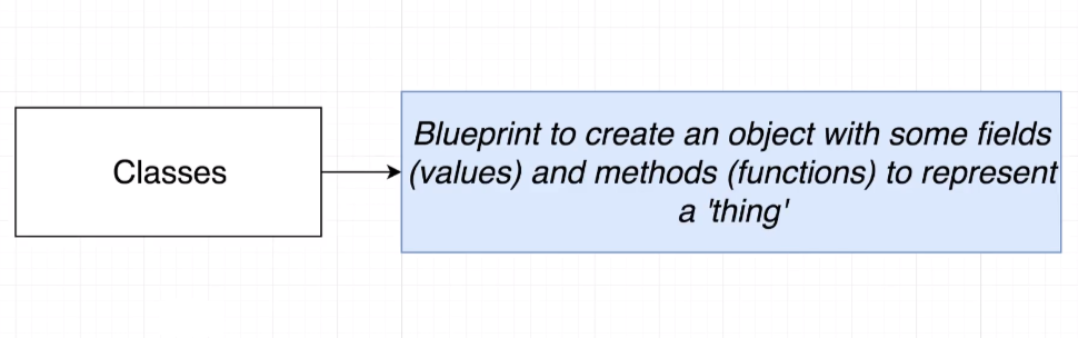 Classes
Blueprint to create an object with some fields
(values) and methods (functions) to represent
a 'thing'